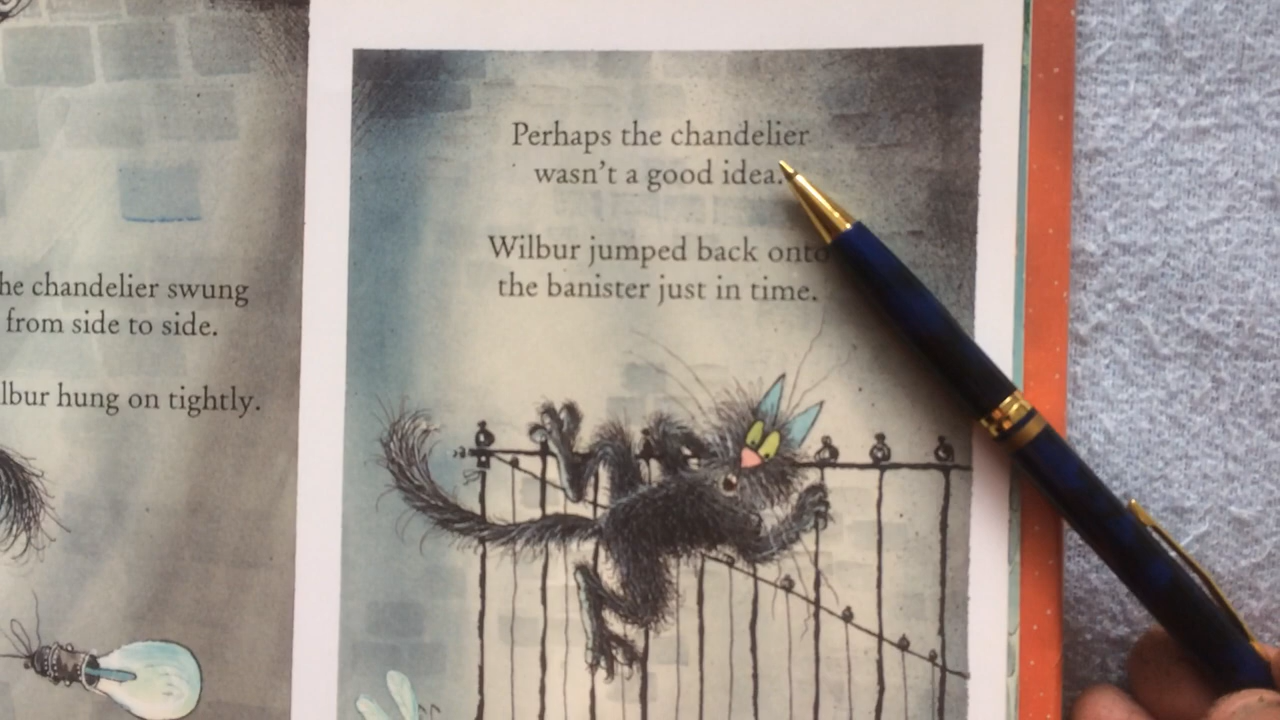 he chandelier swung
from side to side.
lbur hung on tightly.
Perhaps the chandelier
wasn't a good idea.
Wilbur jumped back onto
the banister just in time.